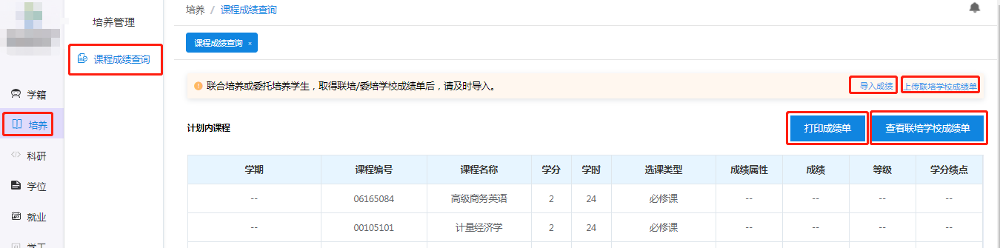 培养 / 课程成绩查询
培养管理
课程成绩查询
学籍
培养
科研
学位
就业
学工
课程成绩查询 ×
联合培养或委托培养学生，取得联培/委培学校成绩单后，请及时导入。 导入成绩 上传联培学校成绩单
计划内课程 打印成绩单 查看联培学校成绩单
学期 课程编号 课程名称 学分 学时 选课类型 成绩属性 成绩 等级 学分绩点
-- 06165084 高级商务英语 2 24 必修课 -- -- -- --
-- 00105101 计量经济学 2 24 必修课 -- -- -- --